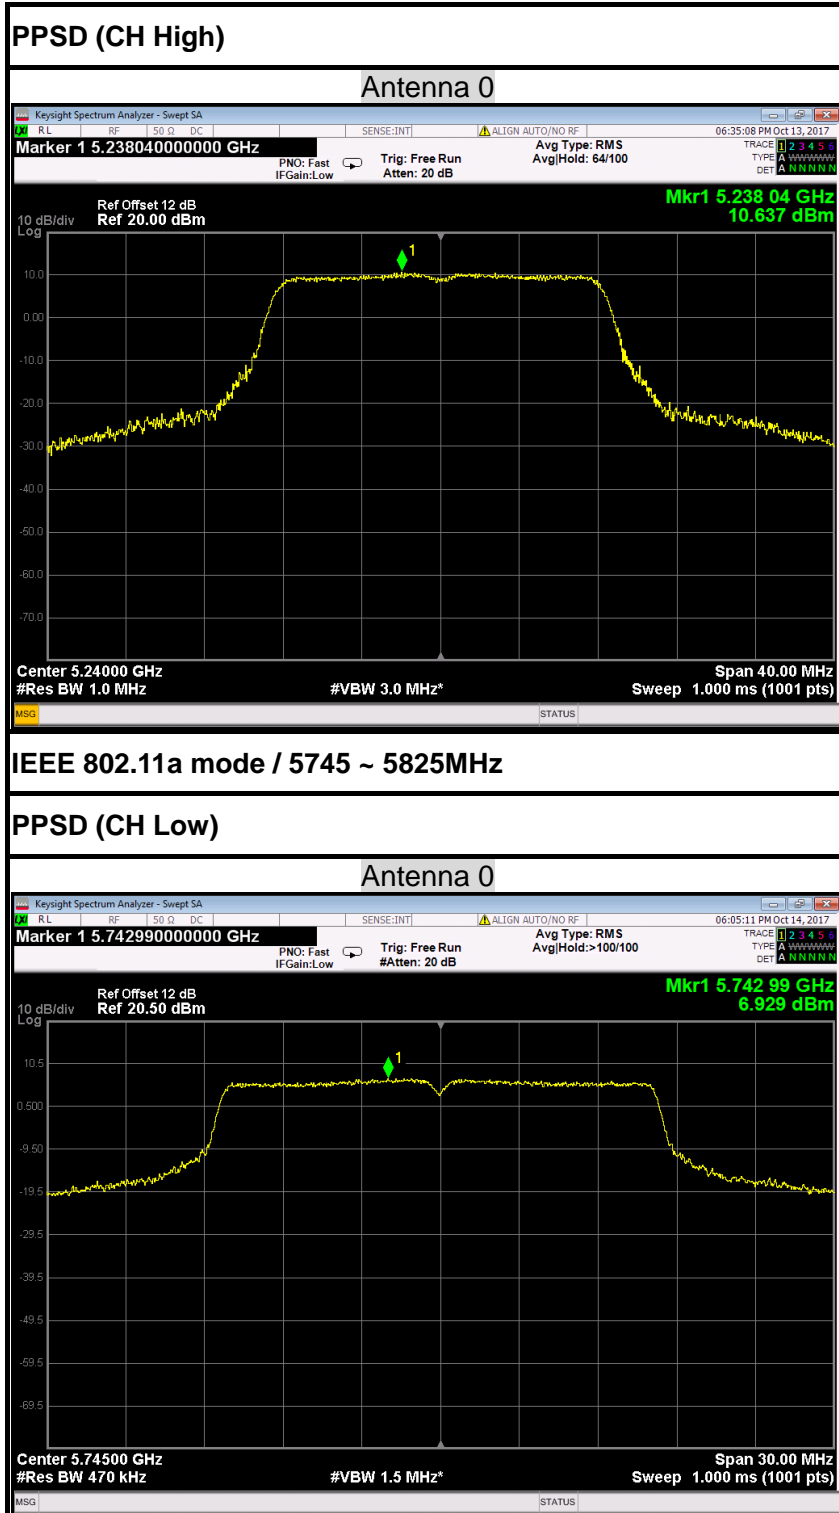 PPSD (CH High)
Antenna 0
Keysight Spectrum Analyzer - Swept SA
LXI RL RF 50 Ω DC SENSE:INT ALIGN AUTO/NO RF 06:35:08 PM Oct 13, 2017
Marker 1 5.238040000000 GHz
PNO: Fast
IFGain:Low
Trig: Free Run
Atten: 20 dB
Avg Type: RMS
Avg|Hold: 64/100
TRACE 1 2 3 4 5 6
TYPE A WWWWW
DET A N N N N N
Mkr1 5.238 04 GHz
10.637 dBm
Ref Offset 12 dB
10 dB/div Ref 20.00 dBm
Log
1
10.0
0.00
-10.0
-20.0
-30.0
-40.0
-50.0
-60.0
-70.0
Center 5.24000 GHz Span 40.00 MHz
#Res BW 1.0 MHz #VBW 3.0 MHz* Sweep 1.000 ms (1001 pts)
MSG STATUS
IEEE 802.11a mode / 5745 ~ 5825MHz
PPSD (CH Low)
Antenna 0
Keysight Spectrum Analyzer - Swept SA
LXI RL RF 50 Ω DC SENSE:INT ALIGN AUTO/NO RF 06:05:11 PM Oct 14, 2017
Marker 1 5.742990000000 GHz
PNO: Fast
IFGain:Low
Trig: Free Run
#Atten: 20 dB
Avg Type: RMS
Avg|Hold:>100/100
TRACE 1 2 3 4 5 6
TYPE A WWWWW
DET A N N N N N
Mkr1 5.742 99 GHz
6.929 dBm
Ref Offset 12 dB
10 dB/div Ref 20.50 dBm
Log
1
10.5
0.500
-9.50
-19.5
-29.5
-39.5
-49.5
-59.5
-69.5
Center 5.74500 GHz Span 30.00 MHz
#Res BW 470 kHz #VBW 1.5 MHz* Sweep 1.000 ms (1001 pts)
MSG STATUS